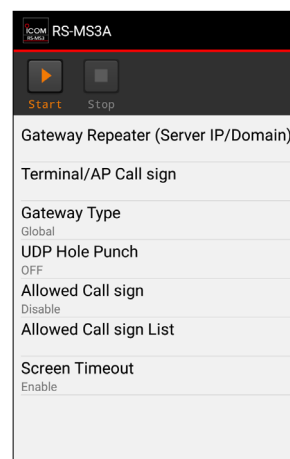 ICOM
RS-MS3
RS-MS3A
Start Stop
Gateway Repeater (Server IP/Domain)
Terminal/AP Call sign
Gateway Type
Global
UDP Hole Punch
OFF
Allowed Call sign
Disable
Allowed Call sign List
Screen Timeout
Enable